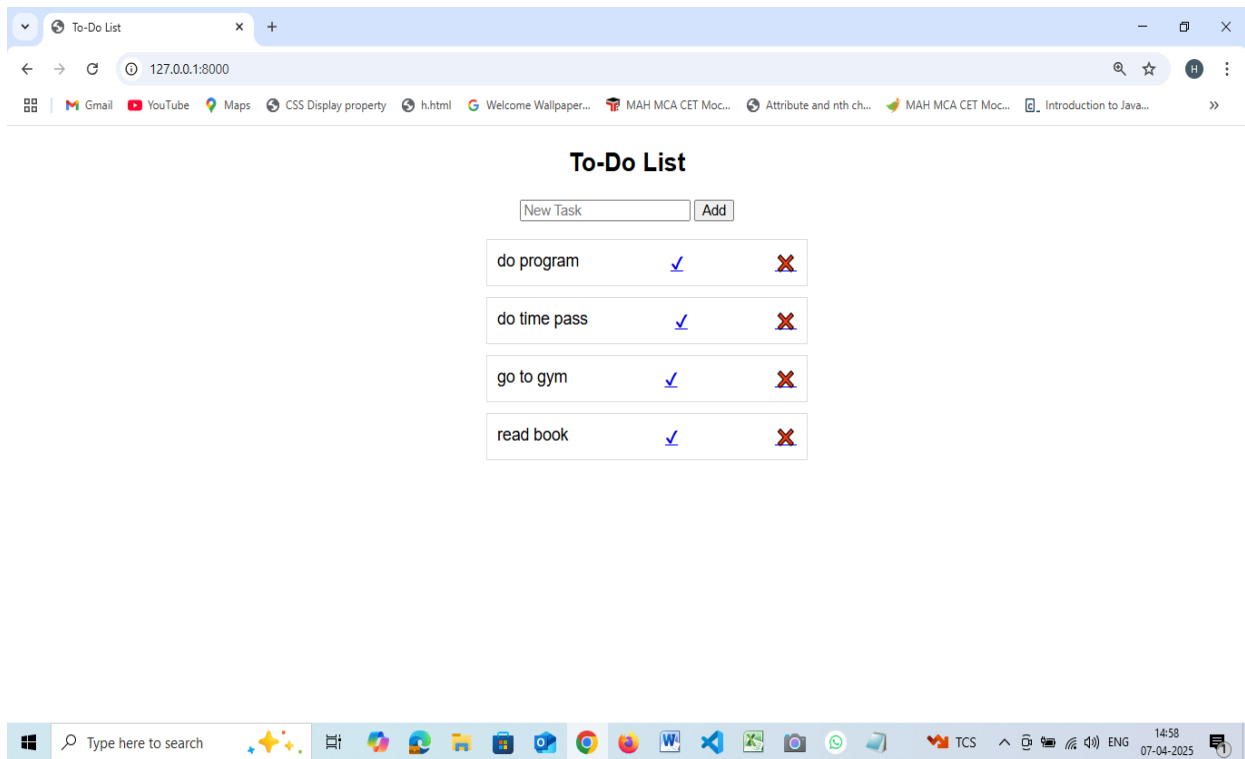 To-Do List
127.0.0.1:8000
H
Gmail YouTube Maps CSS Display property h.html G Welcome Wallpaper... MAH MCA CET Moc... Attribute and nth ch... MAH MCA CET Moc... Introduction to Java...
To-Do List
New Task Add
do program ✓ ✗
do time pass ✓ ✗
go to gym ✓ ✗
read book ✓ ✗
Type here to search TCS ENG 14:58
07-04-2025
1